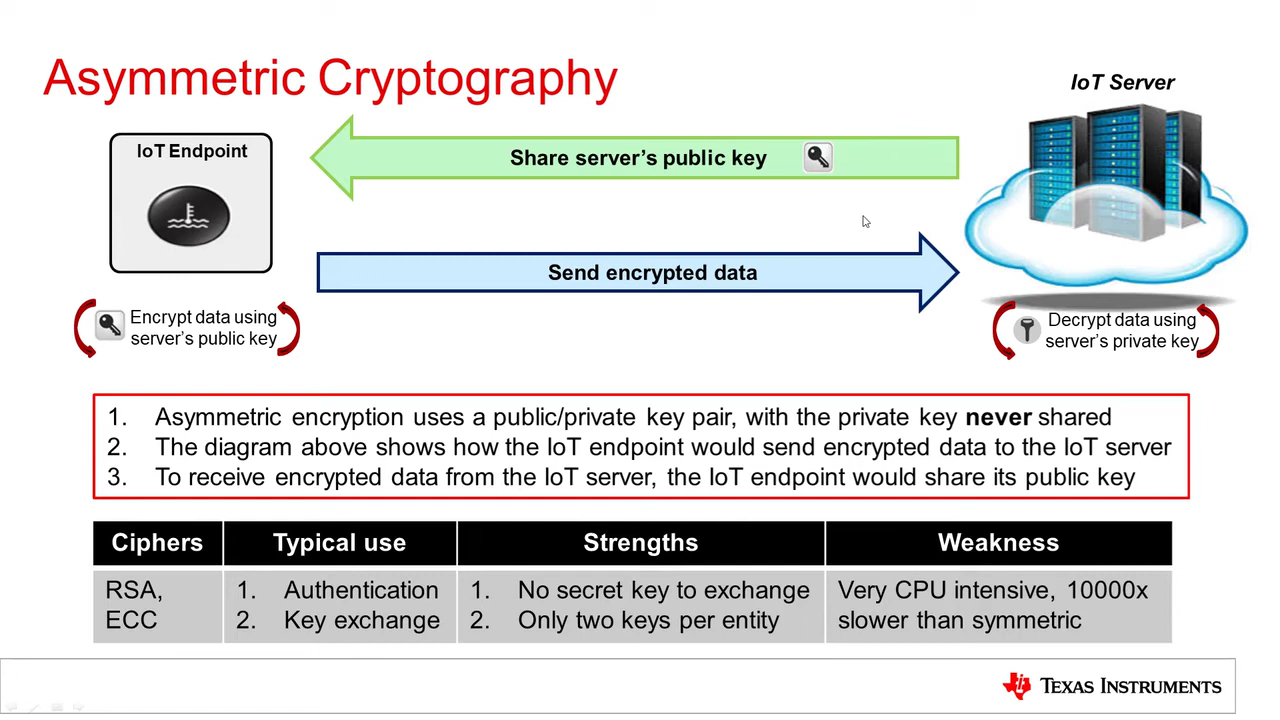 Asymmetric Cryptography
IoT Server
IoT Endpoint
Share server's public key
Send encrypted data
Encrypt data using
server's public key
Decrypt data using
server's private key
1. Asymmetric encryption uses a public/private key pair, with the private key never shared
2. The diagram above shows how the IoT endpoint would send encrypted data to the IoT server
3. To receive encrypted data from the IoT server, the IoT endpoint would share its public key
Ciphers Typical use Strengths Weakness
RSA, 1. Authentication 1. No secret key to exchange Very CPU intensive, 10000x
ECC 2. Key exchange 2. Only two keys per entity slower than symmetric
TEXAS INSTRUMENTS